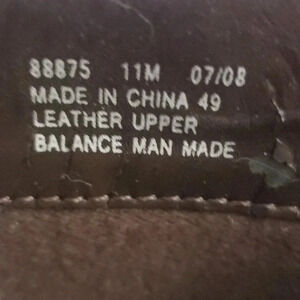 88875 11M 07/08
MADE IN CHINA 49
LEATHER UPPER
BALANCE MAN MADE